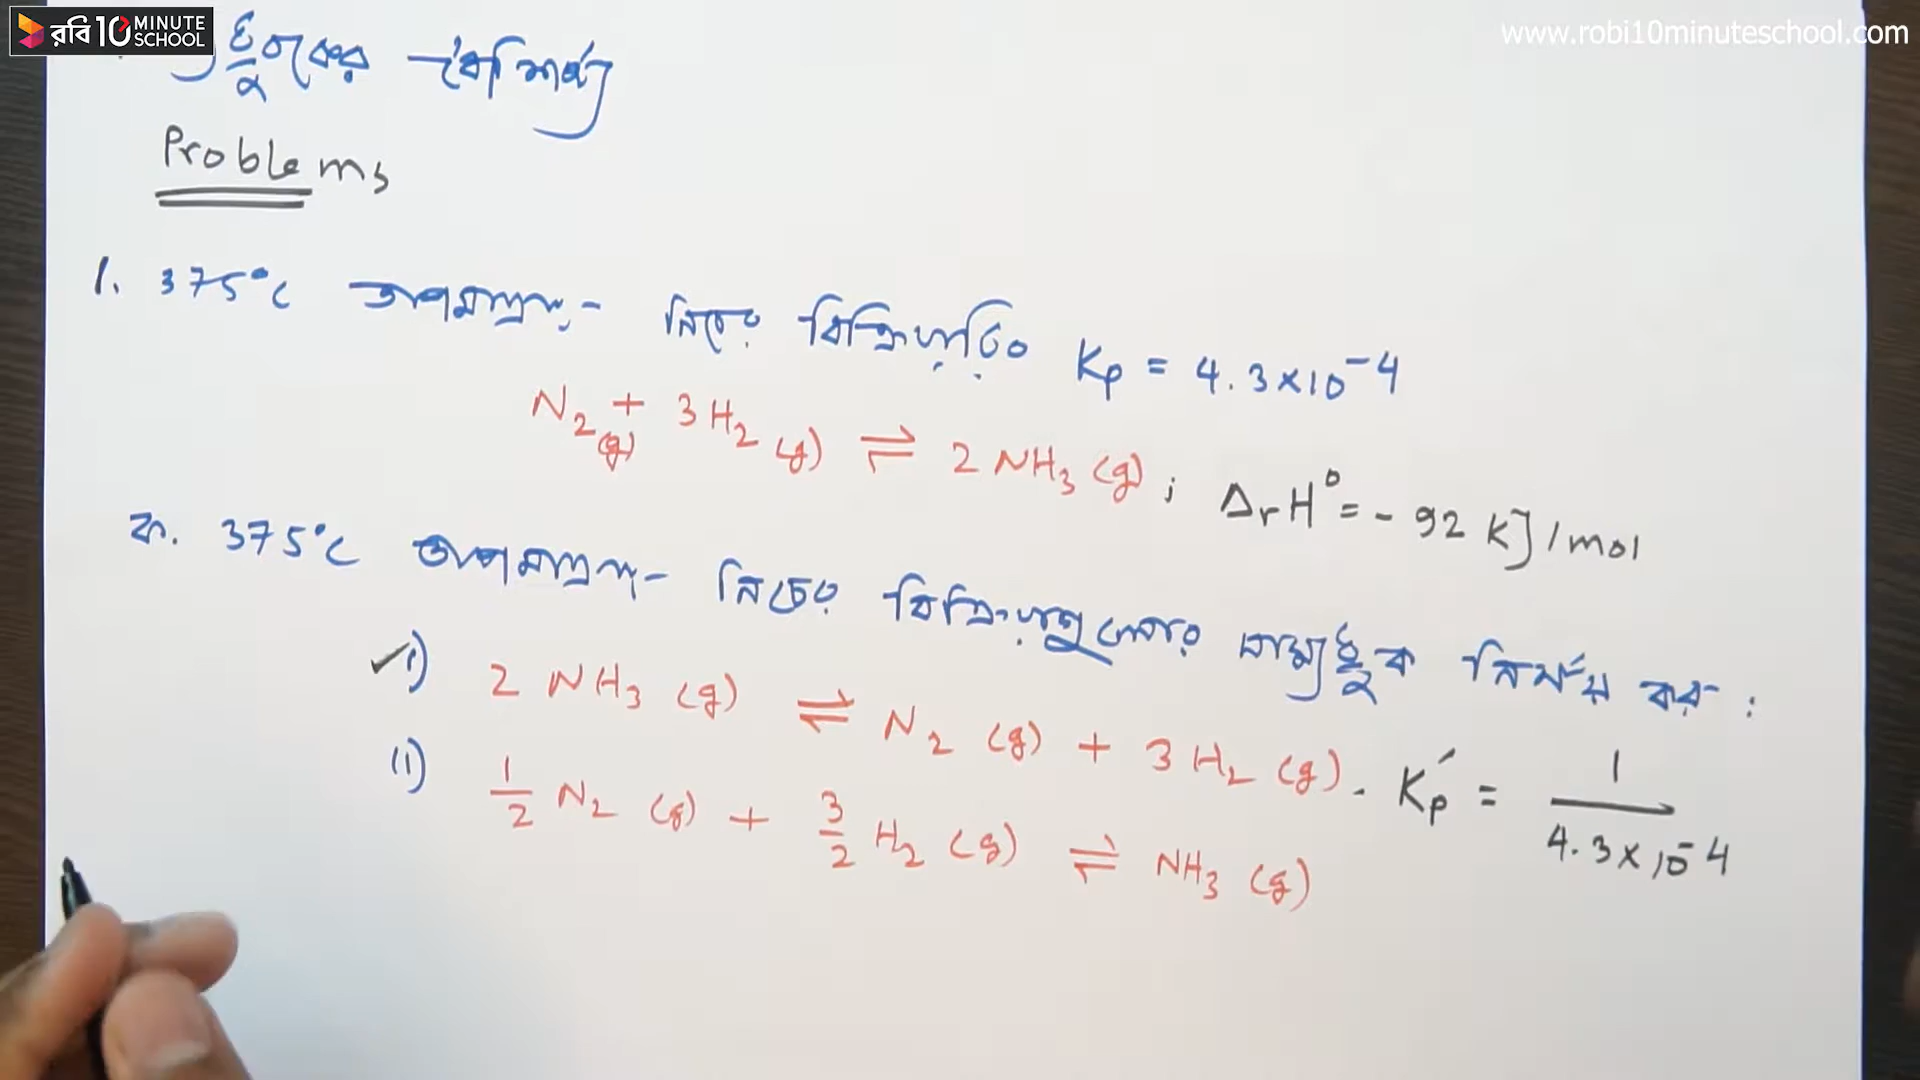 রবি 10 MINUTE SCHOOL
www.robi10minuteschool.com
ধ্রুবকের বৈশিষ্ট্য
Problems
1. 375°C তাপমাত্রায় নিচের বিক্রিয়াটির Kp = 4.3×10⁻⁴
N₂(g) + 3H₂(g) ⇌ 2NH₃(g) ; ΔrH° = - 92 KJ/mol
ক. 375°C তাপমাত্রায় নিচের বিক্রিয়াগুলোর সাম্যধ্রুবক নির্ণয় কর :
✓i) 2NH₃(g) ⇌ N₂(g) + 3H₂(g). Kp′ = 1/4.3×10⁻⁴
ii) 1/2 N₂(g) + 3/2 H₂(g) ⇌ NH₃(g)